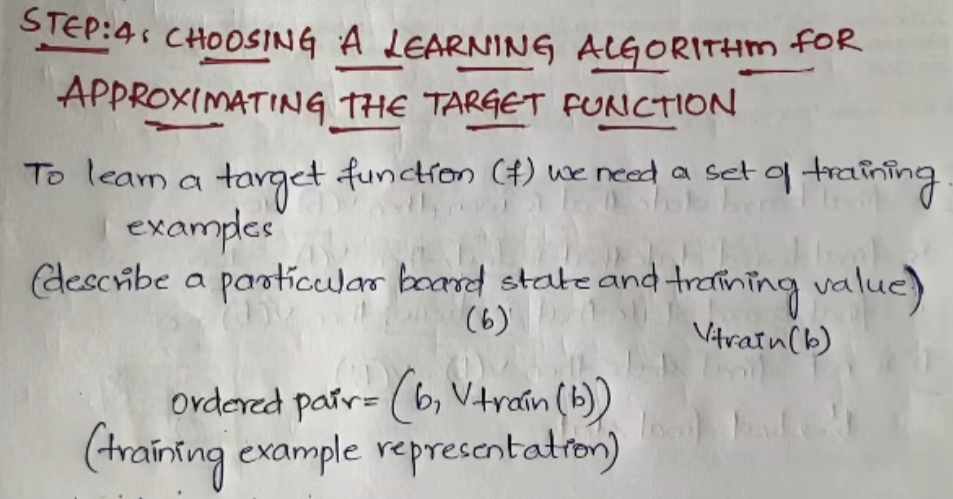 STEP:4: CHOOSING A LEARNING ALGORITHM FOR
APPROXIMATING THE TARGET FUNCTION
To learn a target function (f) we need a set of training
examples
(describe a particular board state and training value)
(b) Vtrain(b)
ordered pair= (b, Vtrain(b))
(training example representation)